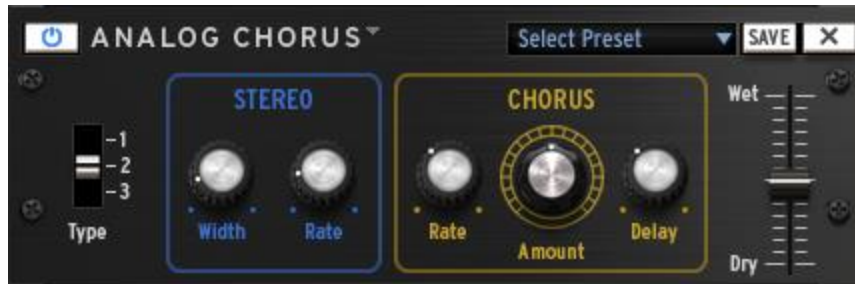 ANALOG CHORUS
Select Preset
SAVE
STEREO
CHORUS
Wet
1
2
3
Type
Width
Rate
Rate
Amount
Delay
Dry